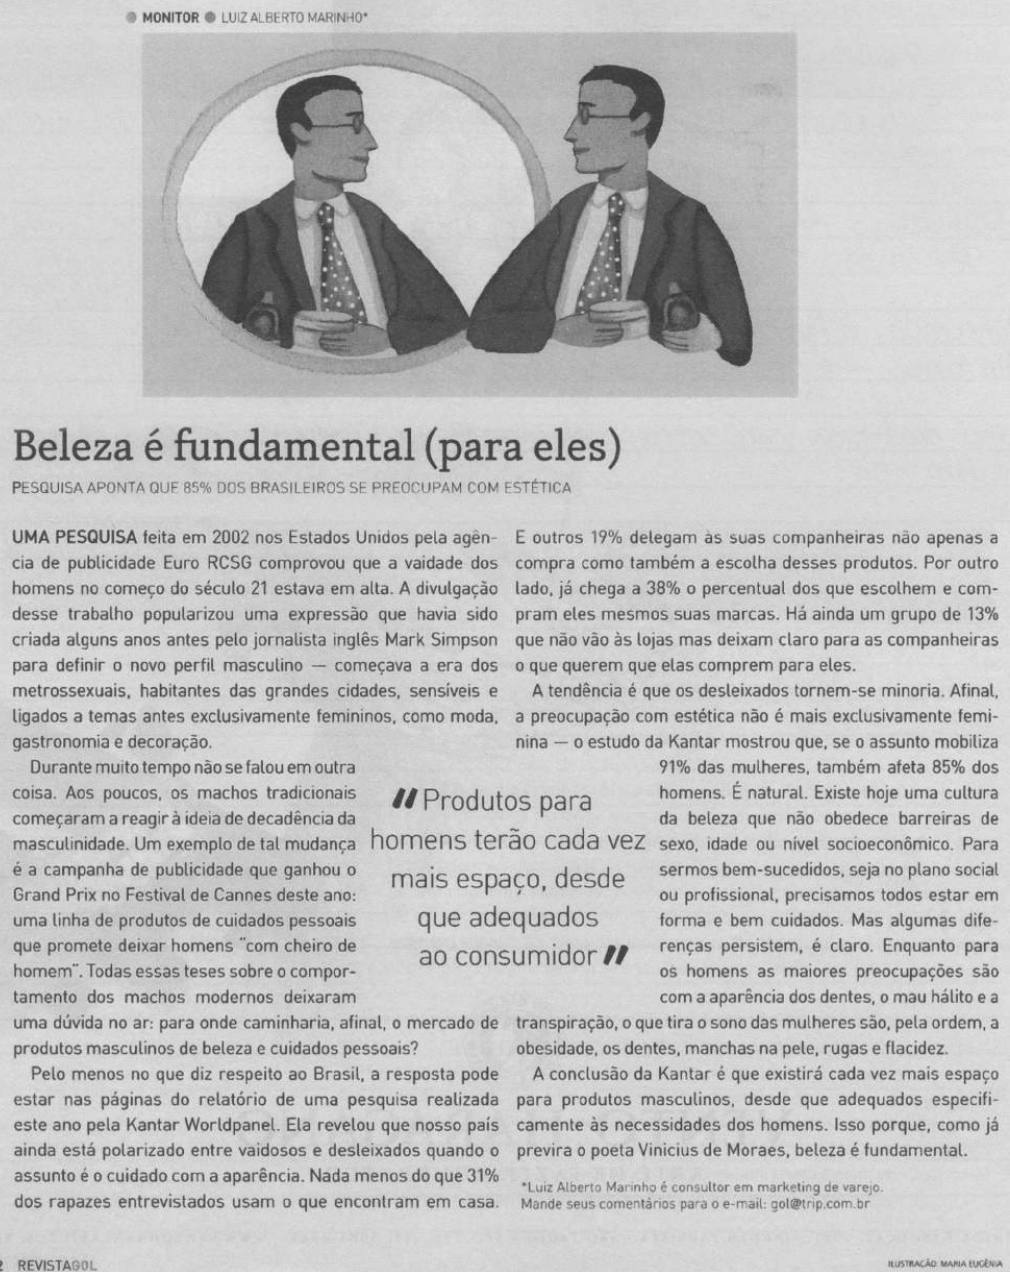 MONITOR LUIZ ALBERTO MARINHO*
Beleza é fundamental (para eles)
PESQUISA APONTA QUE 85% DOS BRASILEIROS SE PREOCUPAM COM ESTÉTICA
UMA PESQUISA feita em 2002 nos Estados Unidos pela agên-
cia de publicidade Euro RCSG comprovou que a vaidade dos
homens no começo do século 21 estava em alta. A divulgação
desse trabalho popularizou uma expressão que havia sido
criada alguns anos antes pelo jornalista inglês Mark Simpson
para definir o novo perfil masculino — começava a era dos
metrossexuais, habitantes das grandes cidades, sensíveis e
ligados a temas antes exclusivamente femininos, como moda,
gastronomia e decoração.
Durante muito tempo não se falou em outra
coisa. Aos poucos, os machos tradicionais
começaram a reagir à ideia de decadência da
masculinidade. Um exemplo de tal mudança
é a campanha de publicidade que ganhou o
Grand Prix no Festival de Cannes deste ano:
uma linha de produtos de cuidados pessoais
que promete deixar homens "com cheiro de
homem". Todas essas teses sobre o compor-
tamento dos machos modernos deixaram
uma dúvida no ar: para onde caminharia, afinal, o mercado de
produtos masculinos de beleza e cuidados pessoais?
Pelo menos no que diz respeito ao Brasil, a resposta pode
estar nas páginas do relatório de uma pesquisa realizada
este ano pela Kantar Worldpanel. Ela revelou que nosso país
ainda está polarizado entre vaidosos e desleixados quando o
assunto é o cuidado com a aparência. Nada menos do que 31%
dos rapazes entrevistados usam o que encontram em casa.
"Produtos para
homens terão cada vez
mais espaço, desde
que adequados
ao consumidor"
E outros 19% delegam às suas companheiras não apenas a
compra como também a escolha desses produtos. Por outro
lado, já chega a 38% o percentual dos que escolhem e com-
pram eles mesmos suas marcas. Há ainda um grupo de 13%
que não vão às lojas mas deixam claro para as companheiras
o que querem que elas comprem para eles.
A tendência é que os desleixados tornem-se minoria. Afinal,
a preocupação com estética não é mais exclusivamente femi-
nina — o estudo da Kantar mostrou que, se o assunto mobiliza
91% das mulheres, também afeta 85% dos
homens. É natural. Existe hoje uma cultura
da beleza que não obedece barreiras de
sexo, idade ou nível socioeconômico. Para
sermos bem-sucedidos, seja no plano social
ou profissional, precisamos todos estar em
forma e bem cuidados. Mas algumas dife-
renças persistem, é claro. Enquanto para
os homens as maiores preocupações são
com a aparência dos dentes, o mau hálito e a
transpiração, o que tira o sono das mulheres são, pela ordem, a
obesidade, os dentes, manchas na pele, rugas e flacidez.
A conclusão da Kantar é que existirá cada vez mais espaço
para produtos masculinos, desde que adequados especifi-
camente às necessidades dos homens. Isso porque, como já
previra o poeta Vinicius de Moraes, beleza é fundamental.
*Luiz Alberto Marinho é consultor em marketing de varejo.
Mande seus comentários para o e-mail: gol@trip.com.br
2 REVISTAGOL
ILUSTRAÇÃO: MARIA EUGÊNIA